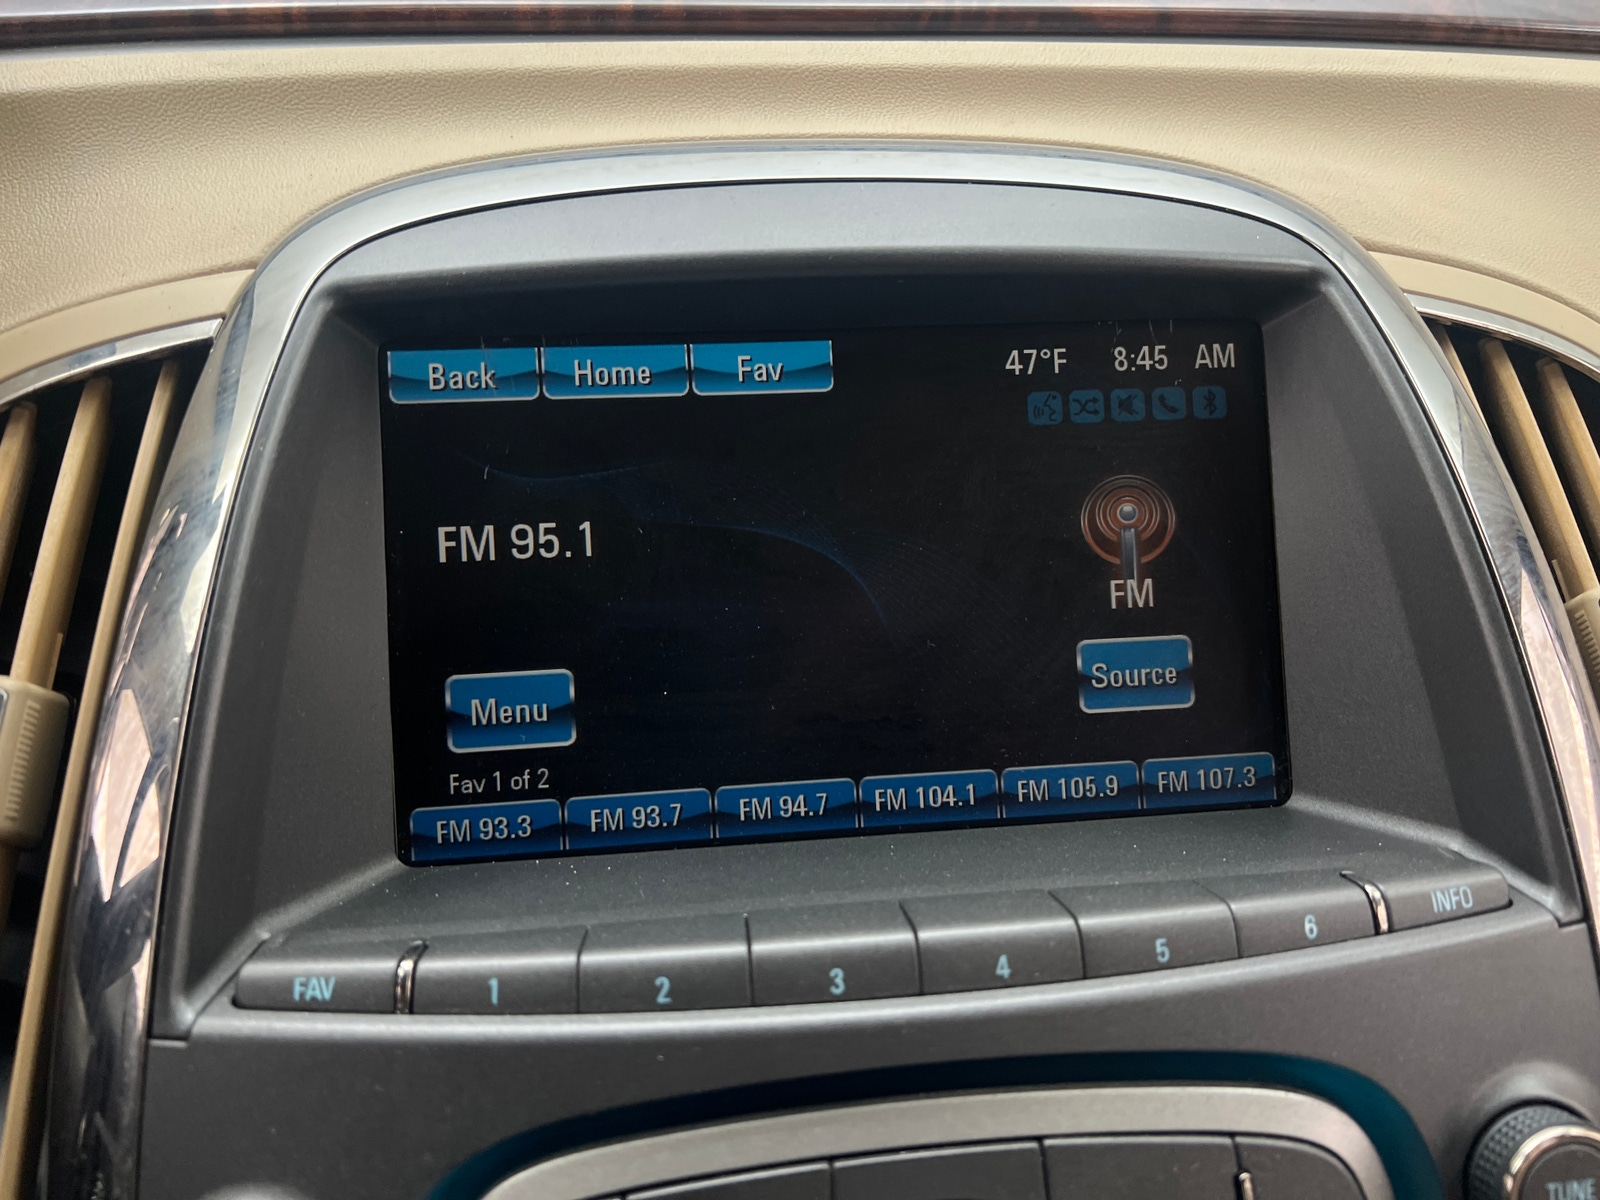 Back Home Fav 47°F 8:45 AM
FM 95.1
FM
Source
Menu
Fav 1 of 2
FM 93.3 FM 93.7 FM 94.7 FM 104.1 FM 105.9 FM 107.3
FAV 1 2 3 4 5 6 INFO
TUNE